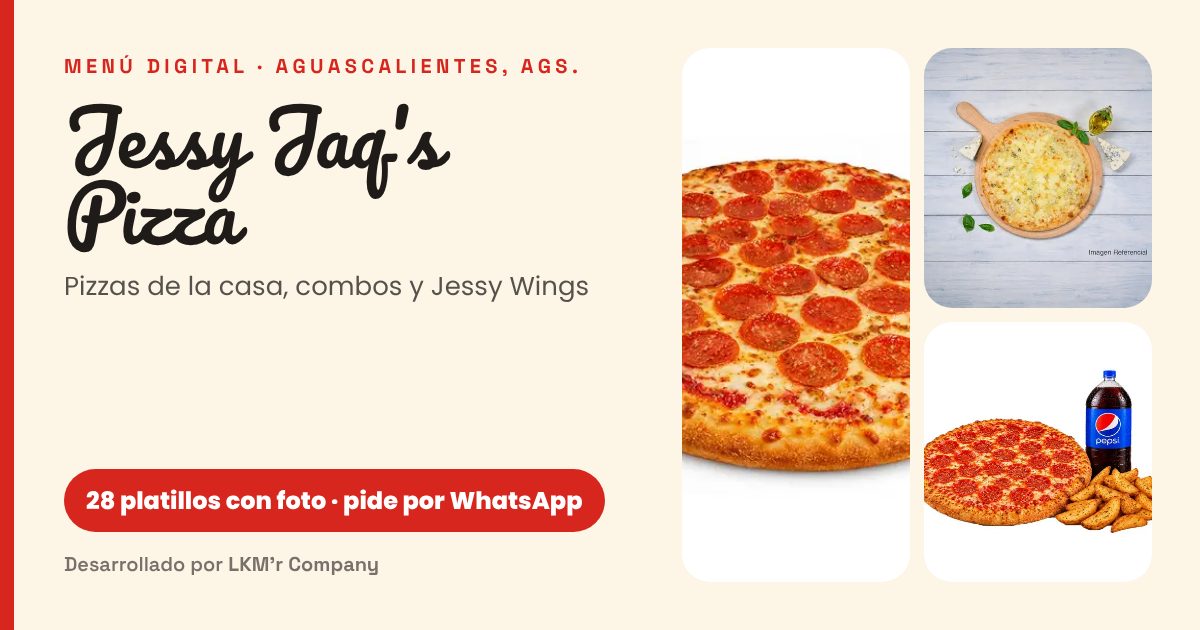 MENÚ DIGITAL · AGUASCALIENTES, AGS.
Jessy Jaq's
Pizza
Pizzas de la casa, combos y Jessy Wings
28 platillos con foto · pide por WhatsApp
Desarrollado por LKM’r Company
Imagen Referencial
pepsi